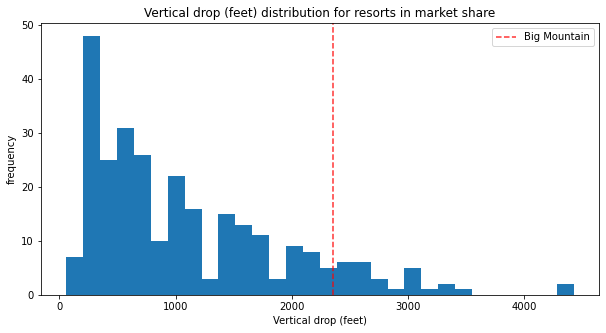 Vertical drop (feet) distribution for resorts in market share
Big Mountain
50
40
30
20
10
0
frequency
0 1000 2000 3000 4000
Vertical drop (feet)